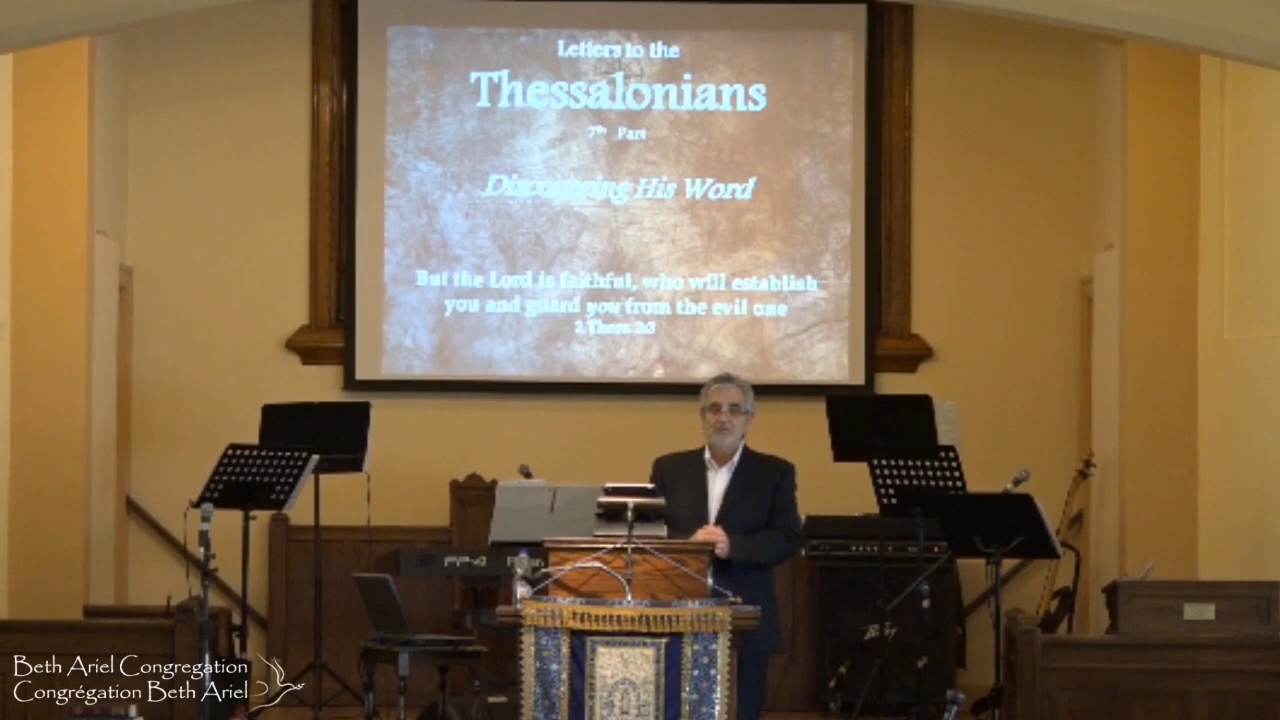 Letters to the
Thessalonians
7th Part
Discovering His Word
But the Lord is faithful, who will establish
you and guard you from the evil one
2 Thess. 3:3
Beth Ariel Congregation
Congrégation Beth Ariel